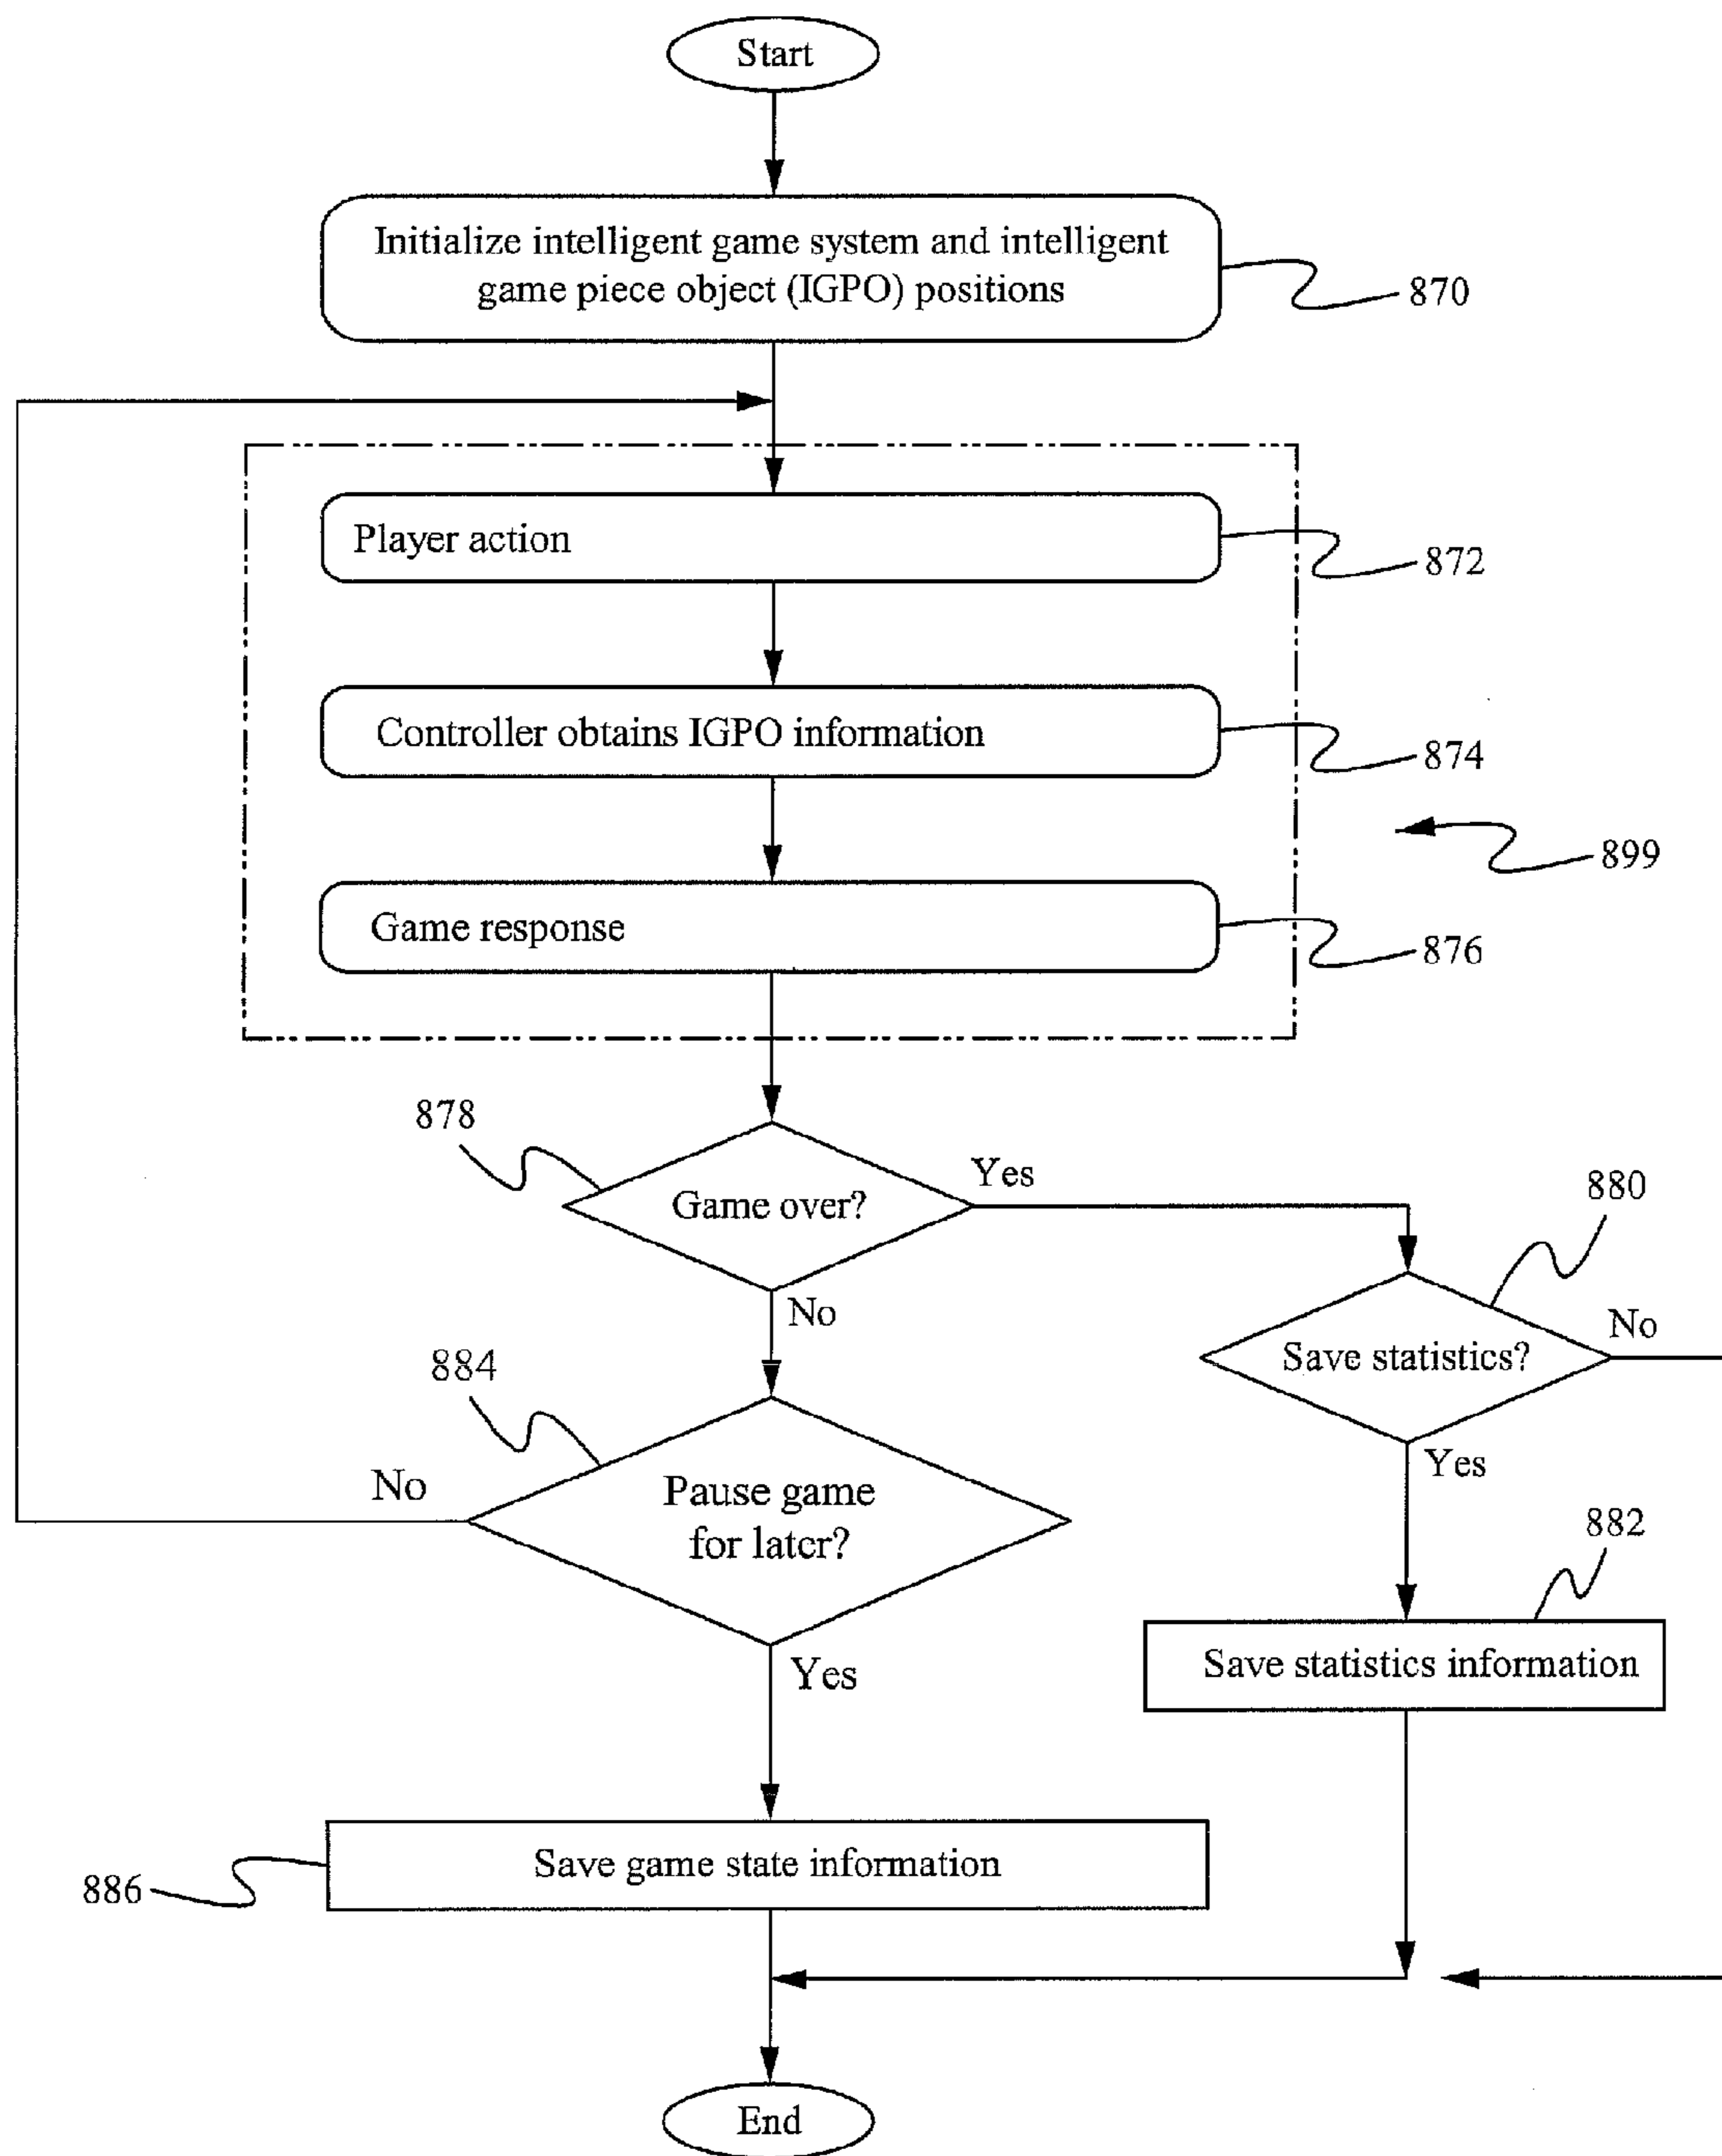 Start
Initialize intelligent game system and intelligent
game piece object (IGPO) positions
870
Player action
872
Controller obtains IGPO information
874
899
Game response
876
878
Game over?
Yes
No
880
Save statistics?
No
Yes
884
Pause game
for later?
No
Yes
882
Save statistics information
Save game state information
886
End